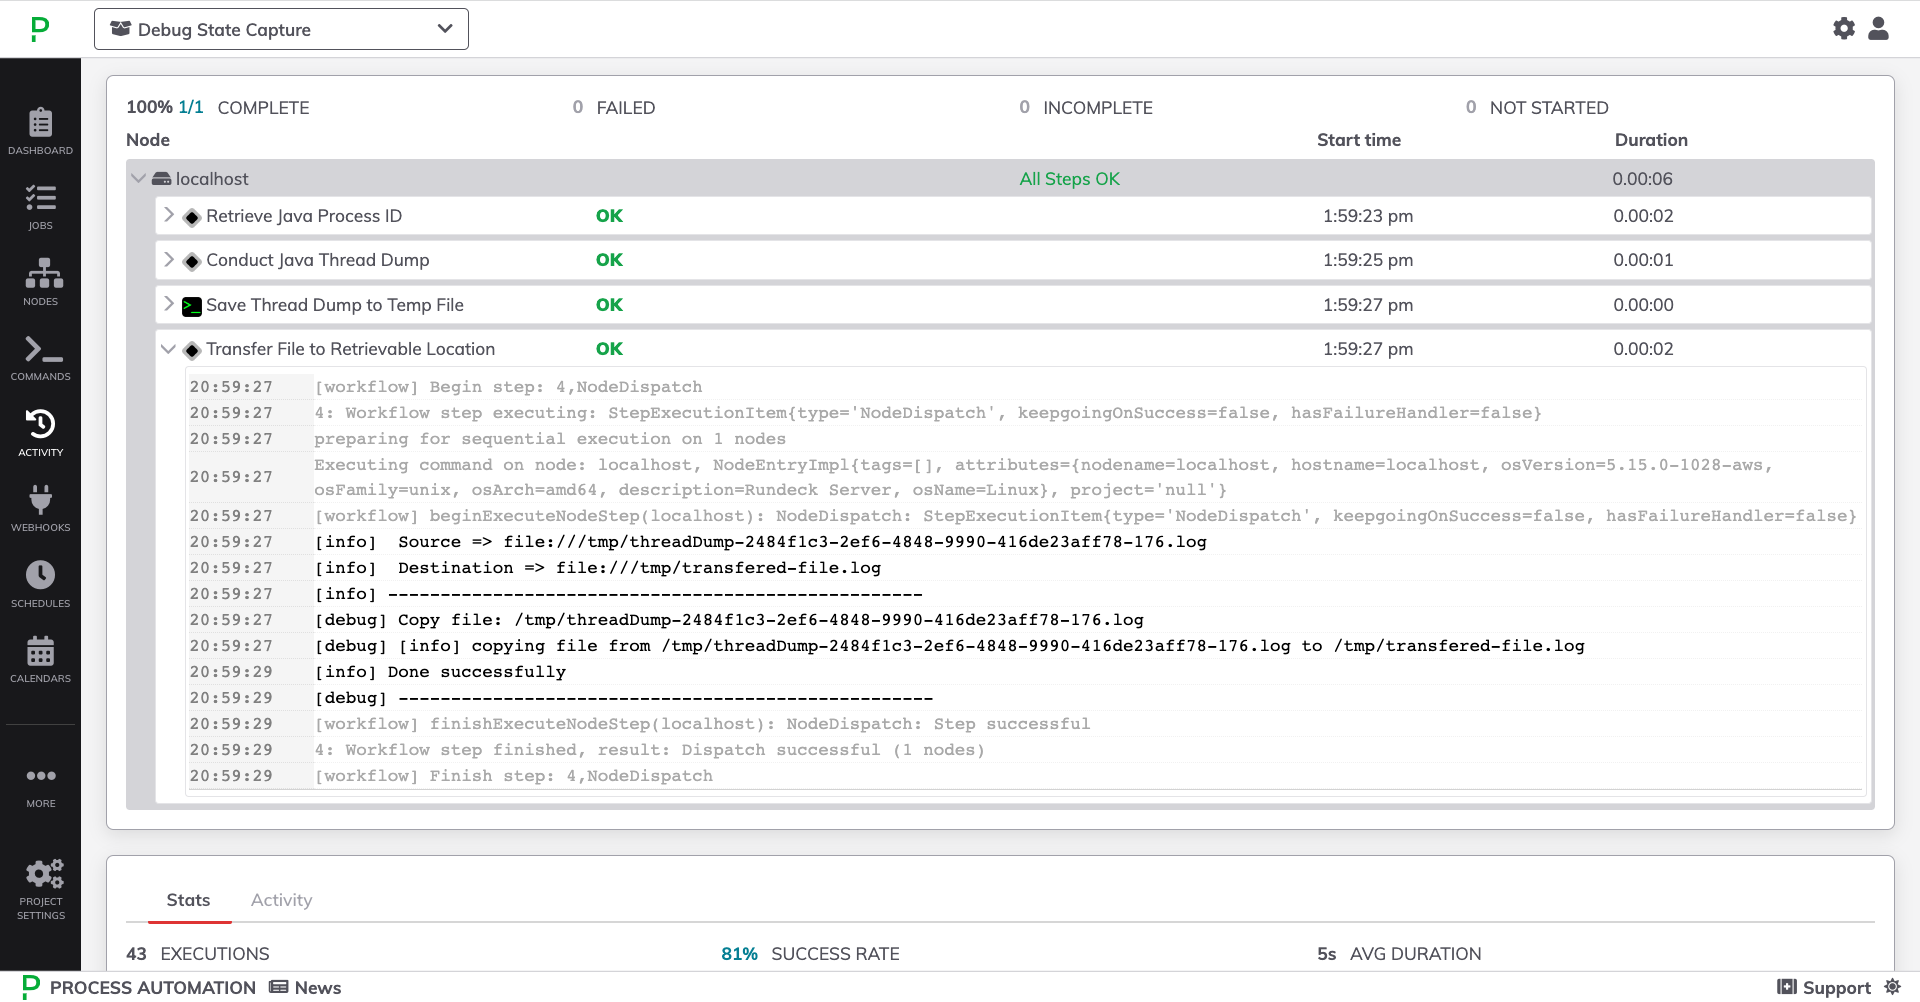 Debug State Capture
DASHBOARD
JOBS
NODES
COMMANDS
ACTIVITY
WEBHOOKS
SCHEDULES
CALENDARS
MORE
PROJECT
SETTINGS
100% 1/1 COMPLETE 0 FAILED 0 INCOMPLETE 0 NOT STARTED
Node Start time Duration
localhost All Steps OK 0.00:06
Retrieve Java Process ID OK 1:59:23 pm 0.00:02
Conduct Java Thread Dump OK 1:59:25 pm 0.00:01
>_ Save Thread Dump to Temp File OK 1:59:27 pm 0.00:00
Transfer File to Retrievable Location OK 1:59:27 pm 0.00:02
20:59:27 [workflow] Begin step: 4,NodeDispatch
20:59:27 4: Workflow step executing: StepExecutionItem{type='NodeDispatch', keepgoingOnSuccess=false, hasFailureHandler=false}
20:59:27 preparing for sequential execution on 1 nodes
20:59:27 Executing command on node: localhost, NodeEntryImpl{tags=[], attributes={nodename=localhost, hostname=localhost, osVersion=5.15.0-1028-aws,
osFamily=unix, osArch=amd64, description=Rundeck Server, osName=Linux}, project='null'}
20:59:27 [workflow] beginExecuteNodeStep(localhost): NodeDispatch: StepExecutionItem{type='NodeDispatch', keepgoingOnSuccess=false, hasFailureHandler=false}
20:59:27 [info]  Source => file:///tmp/threadDump-2484f1c3-2ef6-4848-9990-416de23aff78-176.log
20:59:27 [info]  Destination => file:///tmp/transfered-file.log
20:59:27 [info] ---------------------------------------------------
20:59:27 [debug] Copy file: /tmp/threadDump-2484f1c3-2ef6-4848-9990-416de23aff78-176.log
20:59:27 [debug] [info] copying file from /tmp/threadDump-2484f1c3-2ef6-4848-9990-416de23aff78-176.log to /tmp/transfered-file.log
20:59:29 [info] Done successfully
20:59:29 [debug] ---------------------------------------------------
20:59:29 [workflow] finishExecuteNodeStep(localhost): NodeDispatch: Step successful
20:59:29 4: Workflow step finished, result: Dispatch successful (1 nodes)
20:59:29 [workflow] Finish step: 4,NodeDispatch
Stats Activity
43 EXECUTIONS 81% SUCCESS RATE 5s AVG DURATION
P PROCESS AUTOMATION News Support